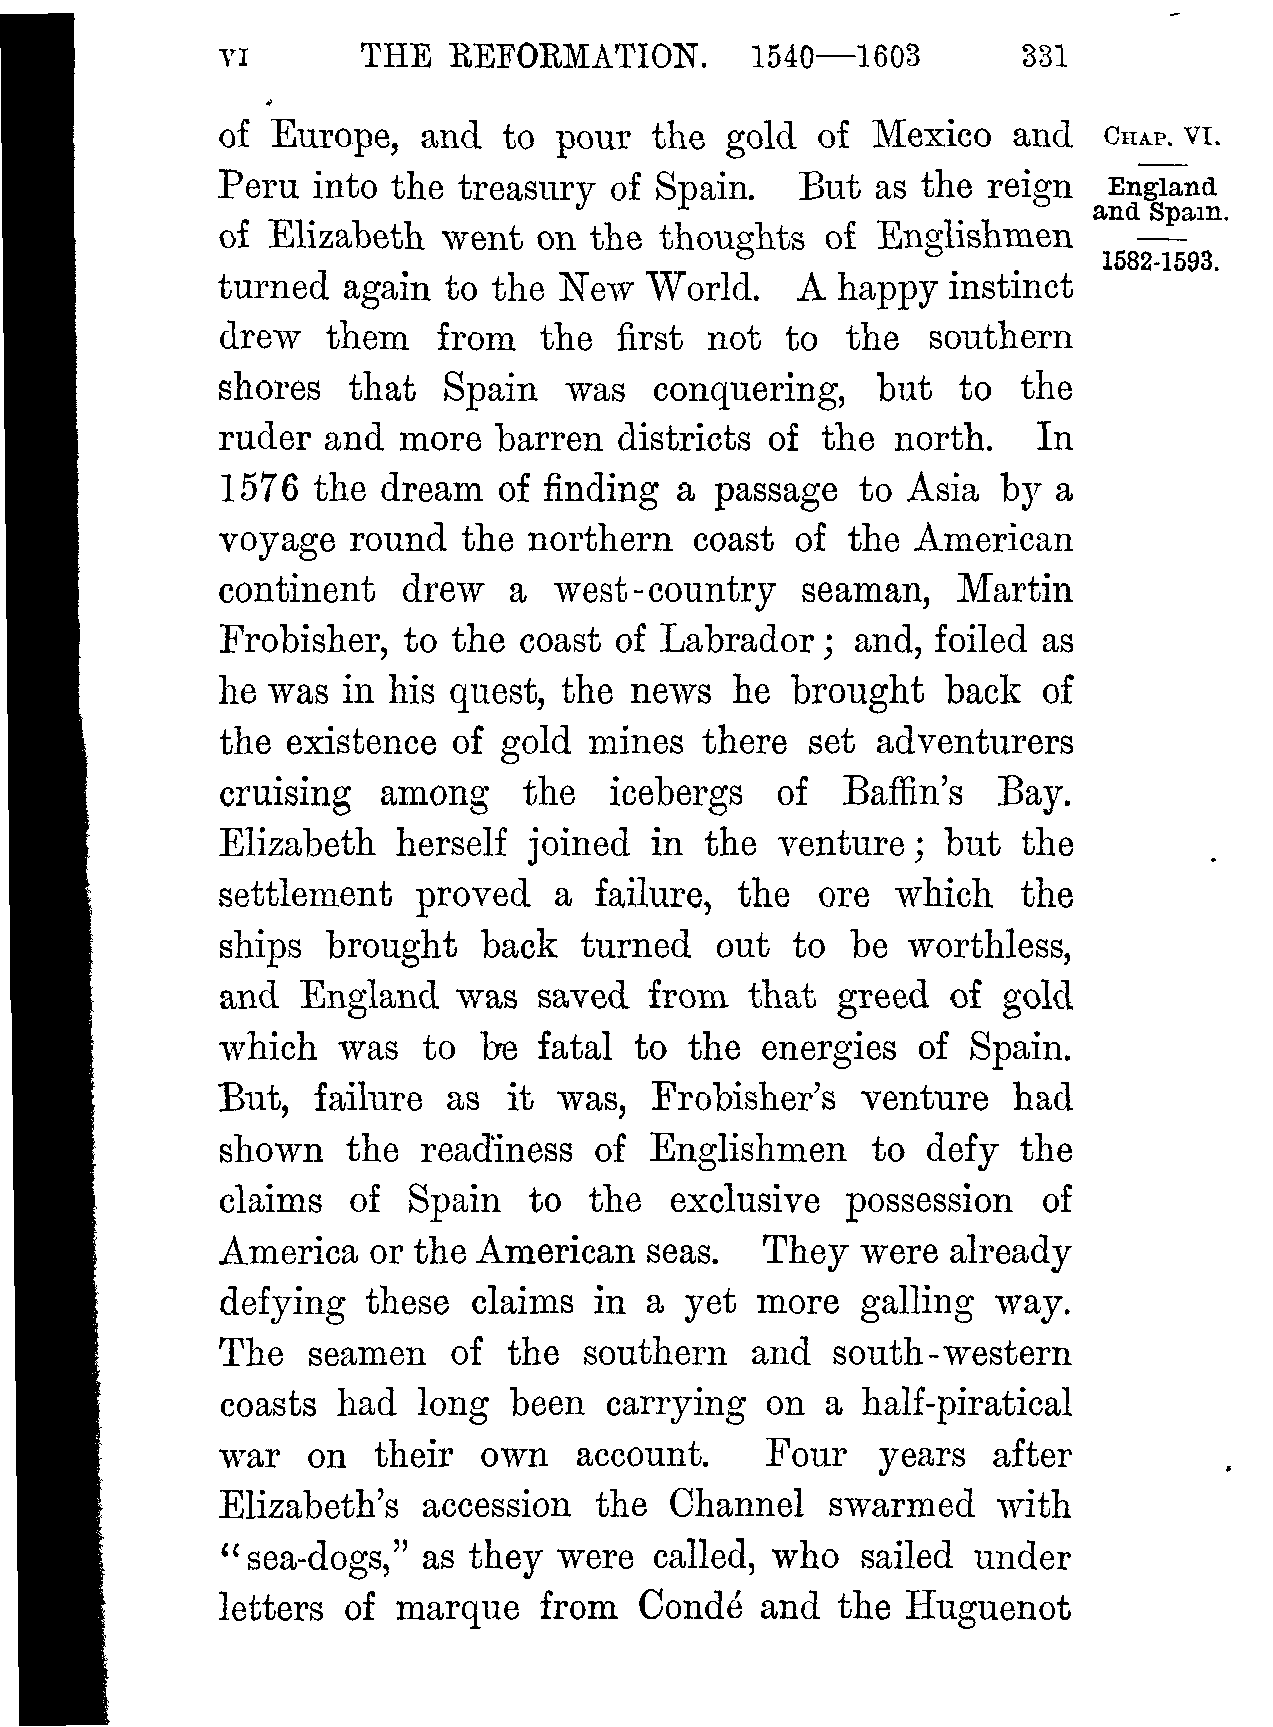 VI THE REFORMATION. 1540—1603 331
of Europe, and to pour the gold of Mexico and
Peru into the treasury of Spain. But as the reign
of Elizabeth went on the thoughts of Englishmen
turned again to the New World. A happy instinct
drew them from the first not to the southern
shores that Spain was conquering, but to the
ruder and more barren districts of the north. In
1576 the dream of finding a passage to Asia by a
voyage round the northern coast of the American
continent drew a west-country seaman, Martin
Frobisher, to the coast of Labrador; and, foiled as
he was in his quest, the news he brought back of
the existence of gold mines there set adventurers
cruising among the icebergs of Baffin's Bay.
Elizabeth herself joined in the venture; but the
settlement proved a failure, the ore which the
ships brought back turned out to be worthless,
and England was saved from that greed of gold
which was to be fatal to the energies of Spain.
But, failure as it was, Frobisher's venture had
shown the readiness of Englishmen to defy the
claims of Spain to the exclusive possession of
America or the American seas. They were already
defying these claims in a yet more galling way.
The seamen of the southern and south-western
coasts had long been carrying on a half-piratical
war on their own account. Four years after
Elizabeth's accession the Channel swarmed with
"sea-dogs," as they were called, who sailed under
letters of marque from Condé and the Huguenot
CHAP. VI.
England
and Spain.
1582-1593.